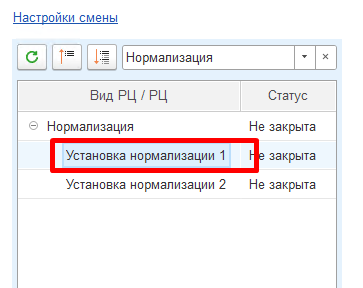 Настройки смены
Нормализация
Вид РЦ / РЦ Статус
Нормализация Не закрыта
Установка нормализации 1 Не закрыта
Установка нормализации 2 Не закрыта